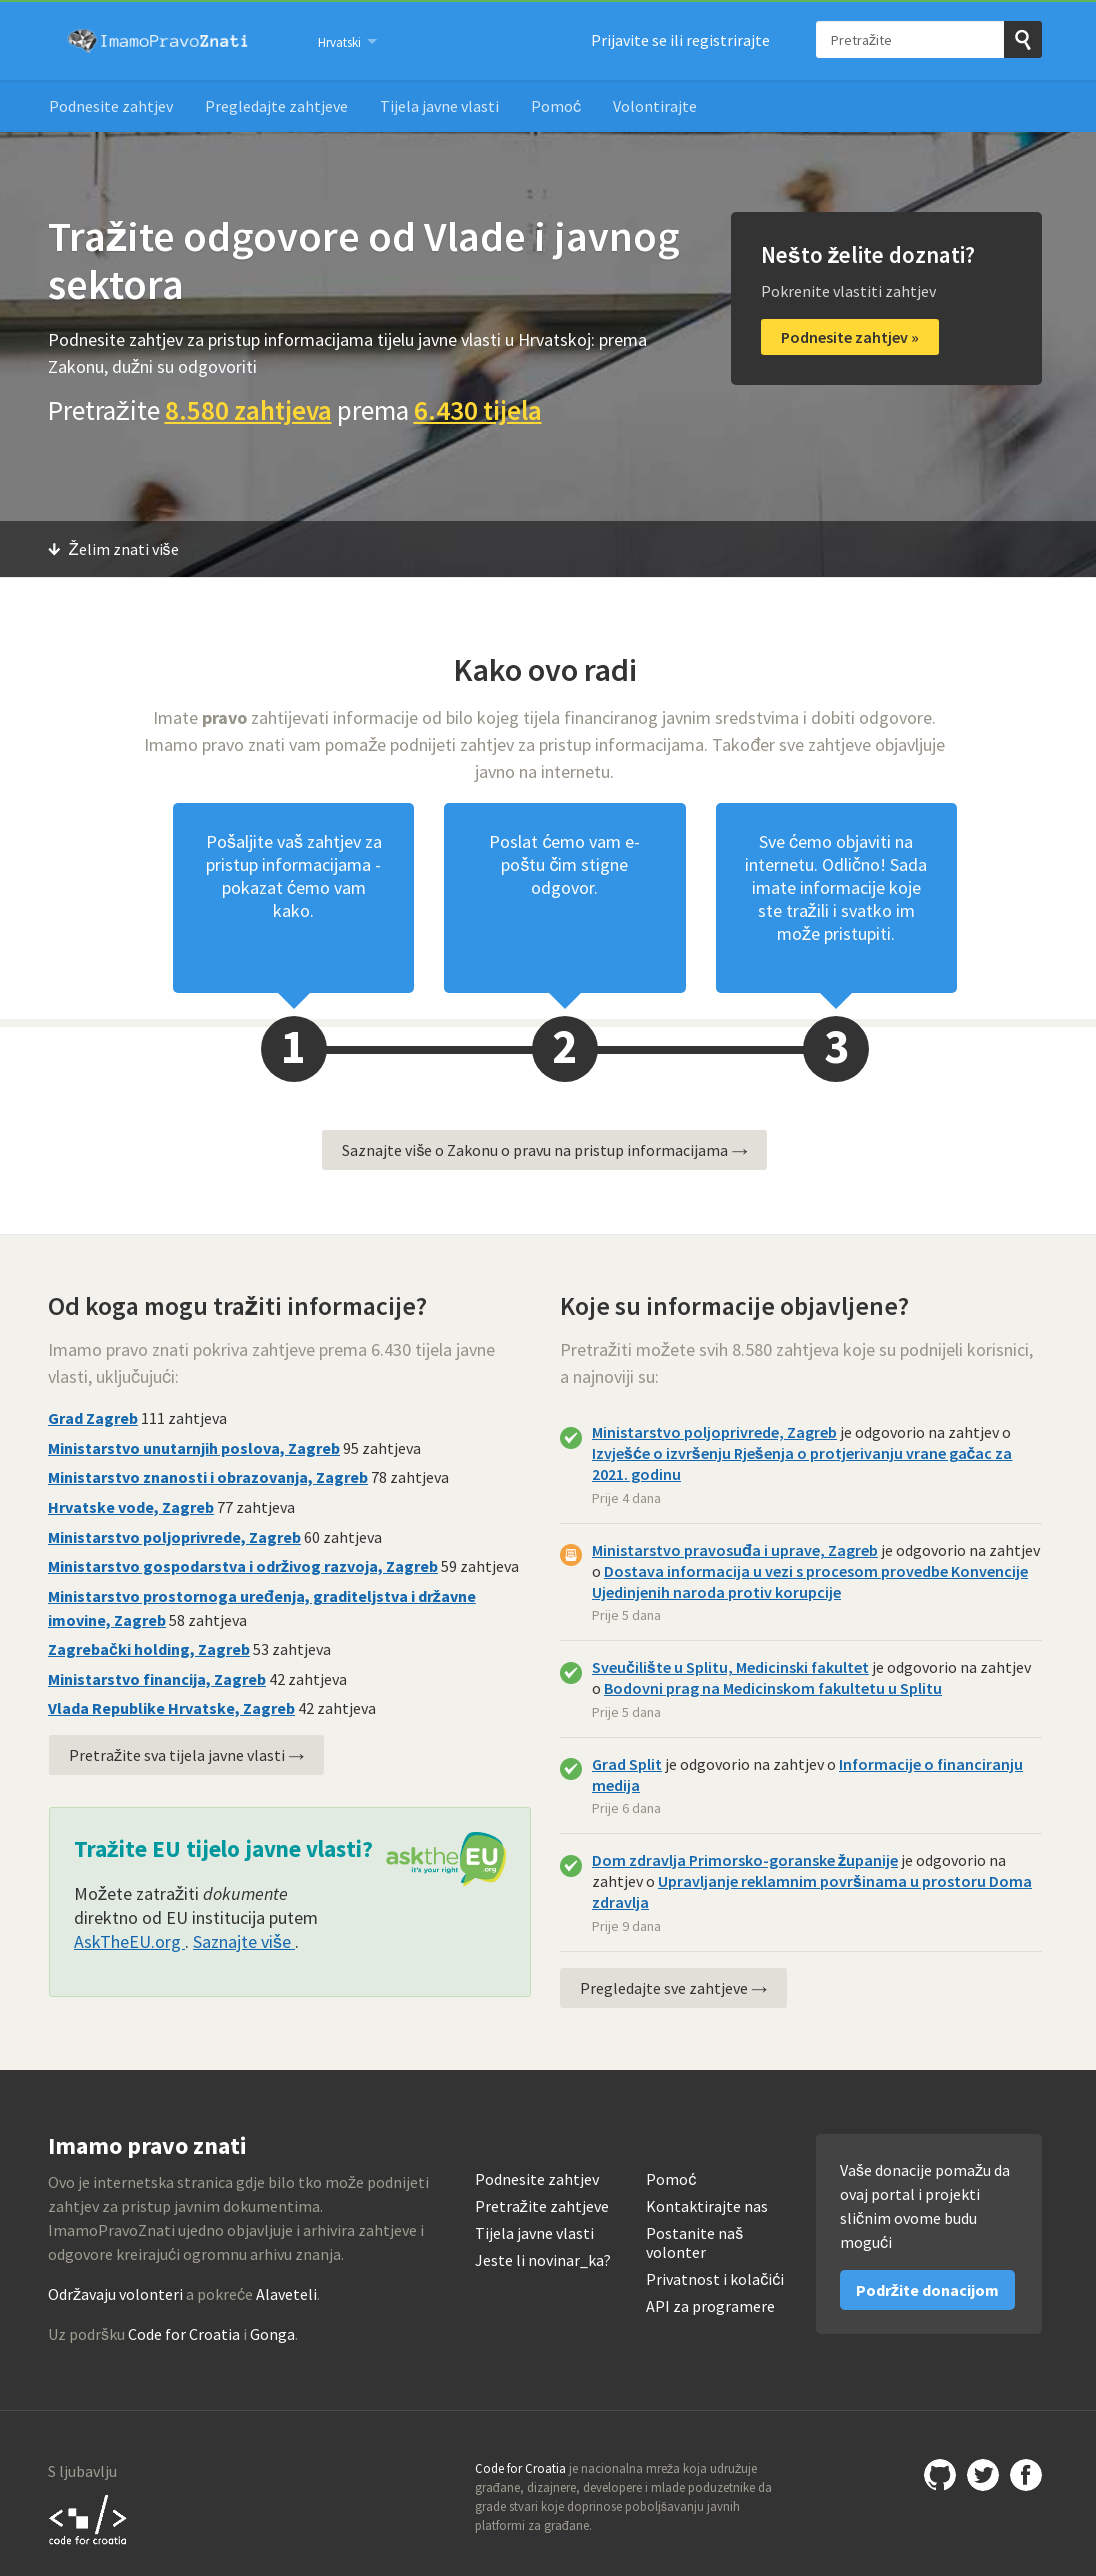 ImamoPravoZnati
Hrvatski
Prijavite se ili registrirajte
Pretražite
Podnesite zahtjev
Pregledajte zahtjeve
Tijela javne vlasti
Pomoć
Volontirajte
Tražite odgovore od Vlade i javnog
sektora
Podnesite zahtjev za pristup informacijama tijelu javne vlasti u Hrvatskoj: prema
Zakonu, dužni su odgovoriti
Pretražite 8.580 zahtjeva prema 6.430 tijela
Nešto želite doznati?
Pokrenite vlastiti zahtjev
Podnesite zahtjev »
Želim znati više
Kako ovo radi
Imate pravo zahtijevati informacije od bilo kojeg tijela financiranog javnim sredstvima i dobiti odgovore.
Imamo pravo znati vam pomaže podnijeti zahtjev za pristup informacijama. Također sve zahtjeve objavljuje
javno na internetu.
Pošaljite vaš zahtjev za
pristup informacijama -
pokazat ćemo vam
kako.
Poslat ćemo vam e-
poštu čim stigne
odgovor.
Sve ćemo objaviti na
internetu. Odlično! Sada
imate informacije koje
ste tražili i svatko im
može pristupiti.
1
2
3
Saznajte više o Zakonu o pravu na pristup informacijama →
Od koga mogu tražiti informacije?
Imamo pravo znati pokriva zahtjeve prema 6.430 tijela javne
vlasti, uključujući:
Grad Zagreb 111 zahtjeva
Ministarstvo unutarnjih poslova, Zagreb 95 zahtjeva
Ministarstvo znanosti i obrazovanja, Zagreb 78 zahtjeva
Hrvatske vode, Zagreb 77 zahtjeva
Ministarstvo poljoprivrede, Zagreb 60 zahtjeva
Ministarstvo gospodarstva i održivog razvoja, Zagreb 59 zahtjeva
Ministarstvo prostornoga uređenja, graditeljstva i državne
imovine, Zagreb 58 zahtjeva
Zagrebački holding, Zagreb 53 zahtjeva
Ministarstvo financija, Zagreb 42 zahtjeva
Vlada Republike Hrvatske, Zagreb 42 zahtjeva
Pretražite sva tijela javne vlasti →
Tražite EU tijelo javne vlasti?
asktheEU.org
it's your right
Možete zatražiti dokumente
direktno od EU institucija putem
AskTheEU.org . Saznajte više .
Koje su informacije objavljene?
Pretražiti možete svih 8.580 zahtjeva koje su podnijeli korisnici,
a najnoviji su:
Ministarstvo poljoprivrede, Zagreb je odgovorio na zahtjev o
Izvješće o izvršenju Rješenja o protjerivanju vrane gačac za
2021. godinu
Prije 4 dana
Ministarstvo pravosuđa i uprave, Zagreb je odgovorio na zahtjev
o Dostava informacija u vezi s procesom provedbe Konvencije
Ujedinjenih naroda protiv korupcije
Prije 5 dana
Sveučilište u Splitu, Medicinski fakultet je odgovorio na zahtjev
o Bodovni prag na Medicinskom fakultetu u Splitu
Prije 5 dana
Grad Split je odgovorio na zahtjev o Informacije o financiranju
medija
Prije 6 dana
Dom zdravlja Primorsko-goranske županije je odgovorio na
zahtjev o Upravljanje reklamnim površinama u prostoru Doma
zdravlja
Prije 9 dana
Pregledajte sve zahtjeve →
Imamo pravo znati
Ovo je internetska stranica gdje bilo tko može podnijeti
zahtjev za pristup javnim dokumentima.
ImamoPravoZnati ujedno objavljuje i arhivira zahtjeve i
odgovore kreirajući ogromnu arhivu znanja.
Održavaju volonteri a pokreće Alaveteli.
Uz podršku Code for Croatia i Gonga.
Podnesite zahtjev
Pretražite zahtjeve
Tijela javne vlasti
Jeste li novinar_ka?
Pomoć
Kontaktirajte nas
Postanite naš
volonter
Privatnost i kolačići
API za programere
Vaše donacije pomažu da
ovaj portal i projekti
sličnim ovome budu
mogući
Podržite donacijom
S ljubavlju
code for croatia
Code for Croatia je nacionalna mreža koja udružuje
građane, dizajnere, developere i mlade poduzetnike da
grade stvari koje doprinose poboljšavanju javnih
platformi za građane.